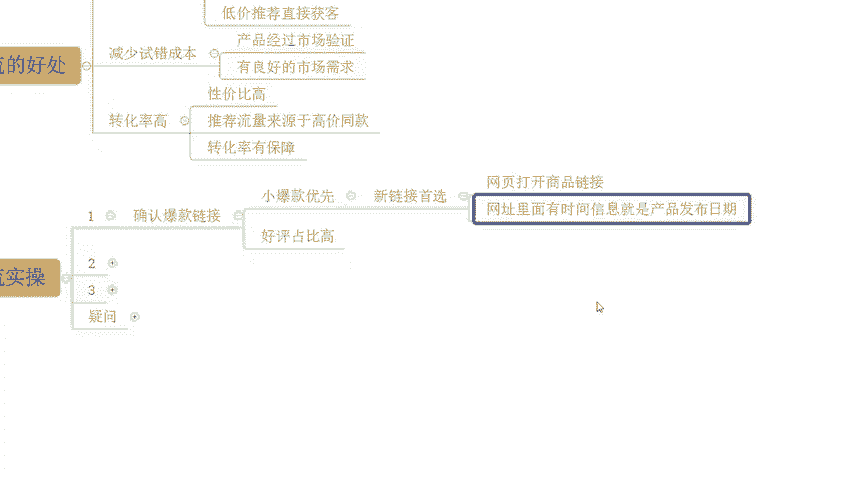 低价推荐直接获客
减少试错成本
产品经过市场验证
有良好的市场需求
流的好处
性价比高
转化率高
推荐流量来源于高价同款
转化率有保障
1
确认爆款链接
小爆款优先
新链接首选
网页打开商品链接
网址里面有时间信息就是产品发布日期
好评占比高
流实操
2
3
疑问